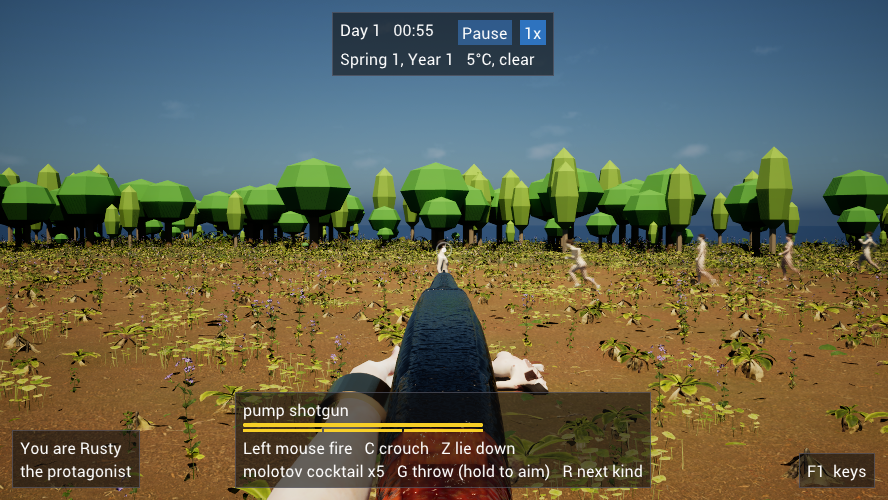 Day 1 00:55 Pause 1x
Spring 1, Year 1 5°C, clear
pump shotgun
Left mouse fire C crouch Z lie down
molotov cocktail x5 G throw (hold to aim) R next kind
You are Rusty
the protagonist
F1 keys